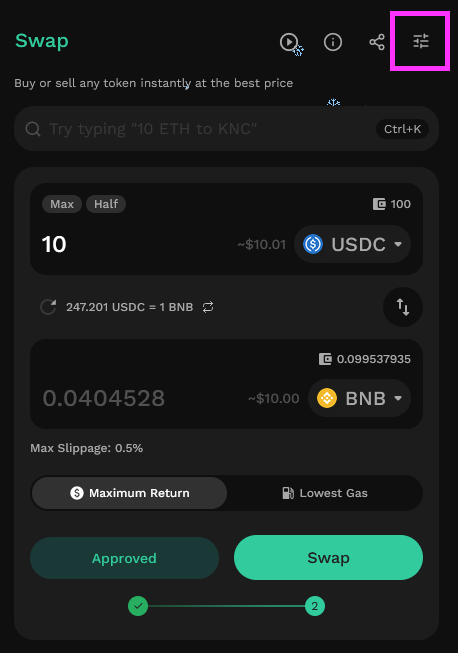 Swap
Buy or sell any token instantly at the best price
Try typing "10 ETH to KNC"
Ctrl+K
Max
Half
100
10
~$10.01
USDC
247.201 USDC = 1 BNB
0.099537935
0.0404528
~$10.00
BNB
Max Slippage: 0.5%
Maximum Return
Lowest Gas
Approved
Swap
2